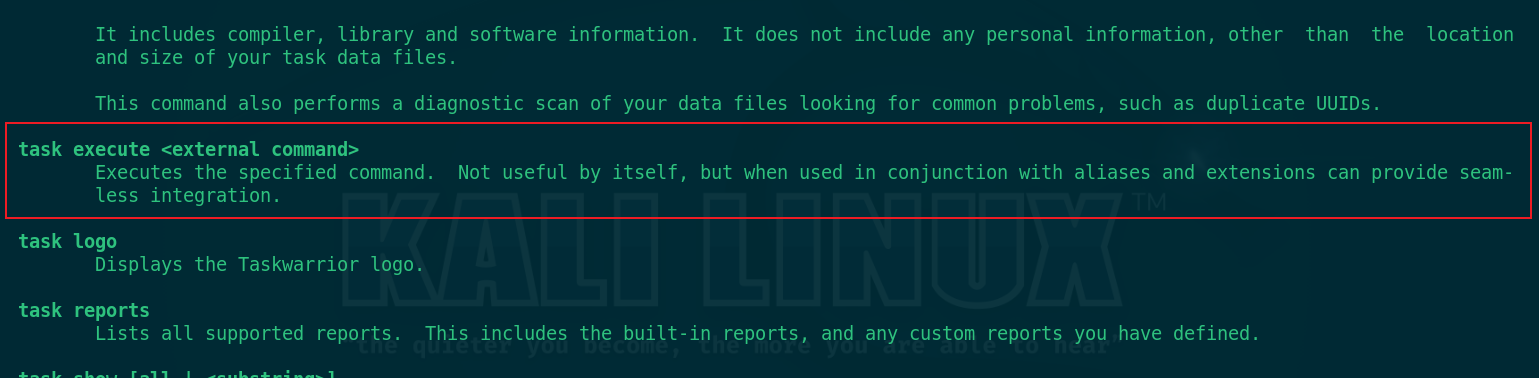 It includes compiler, library and software information.  It does not include any personal information, other  than  the  location
and size of your task data files.
This command also performs a diagnostic scan of your data files looking for common problems, such as duplicate UUIDs.
task execute <external command>
Executes the specified command.  Not useful by itself, but when used in conjunction with aliases and extensions can provide seam-
less integration.
KALI LINUX™
task logo
Displays the Taskwarrior logo.
task reports
Lists all supported reports.  This includes the built-in reports, and any custom reports you have defined.
"the quieter you become, the more you are able to hear"
task show [all | <substring>]